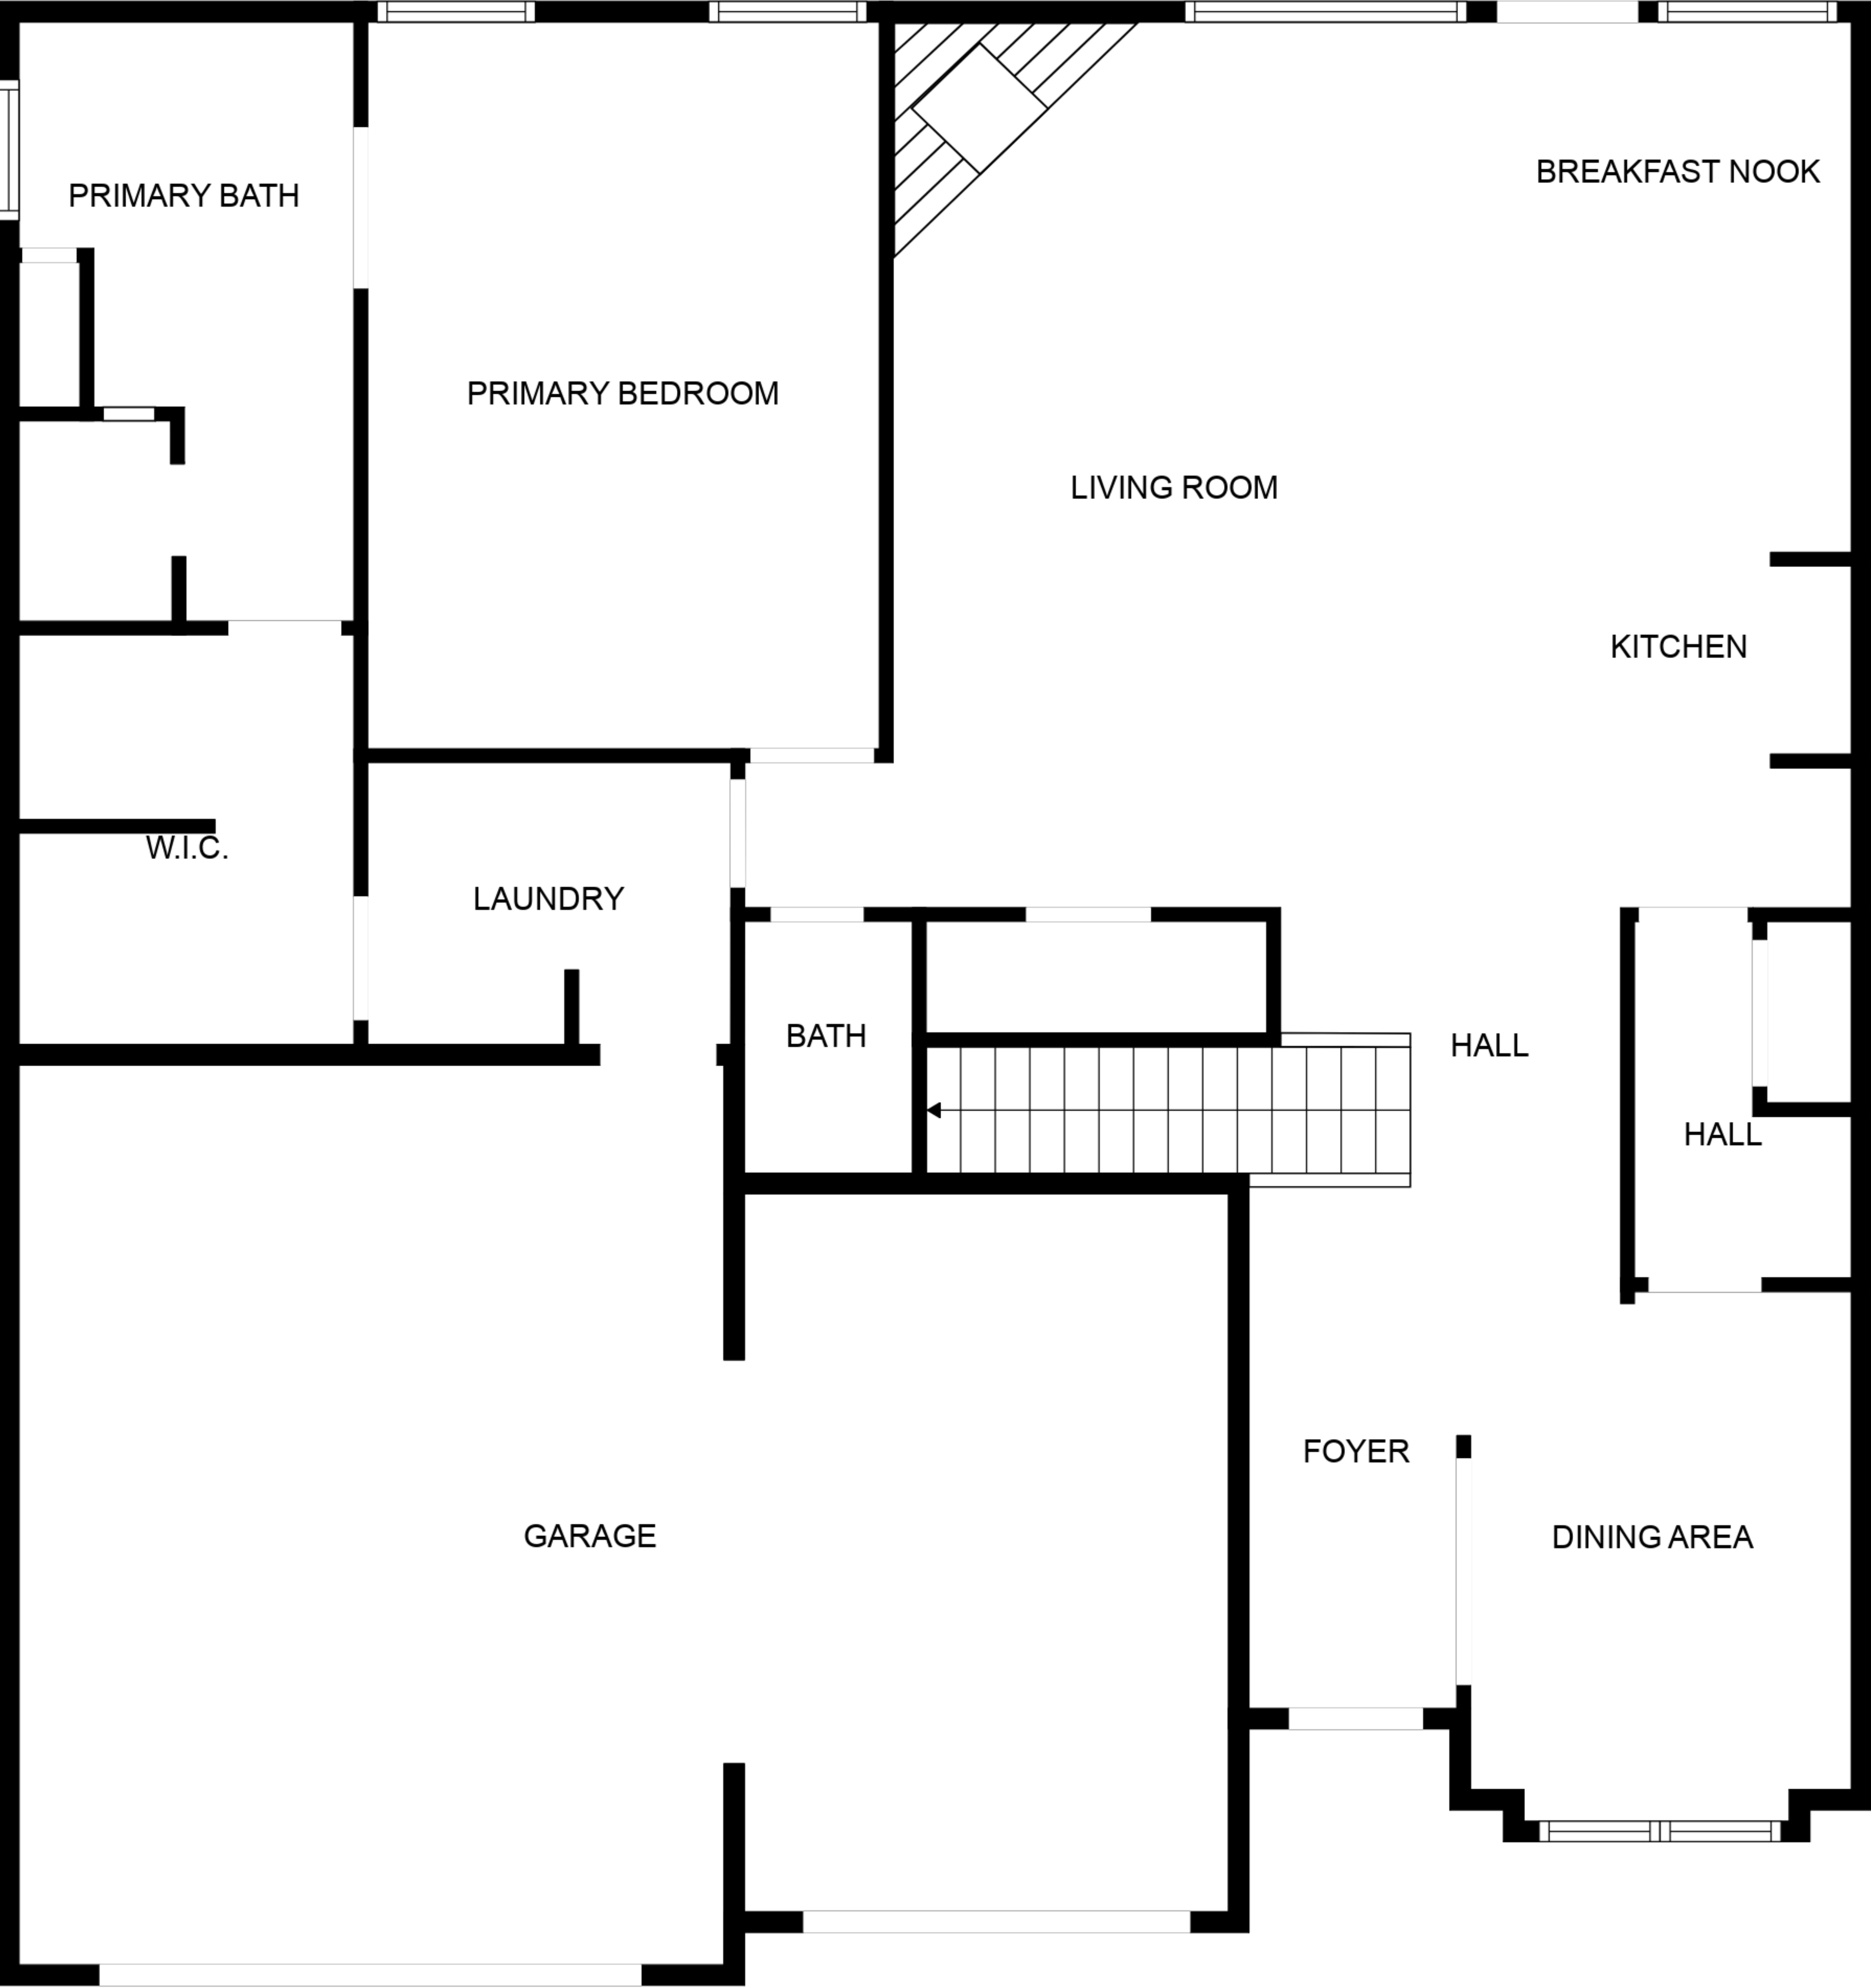 BREAKFAST NOOK
PRIMARY BATH
PRIMARY BEDROOM
LIVING ROOM
KITCHEN
W.I.C.
LAUNDRY
BATH
HALL
HALL
FOYER
GARAGE
DINING AREA